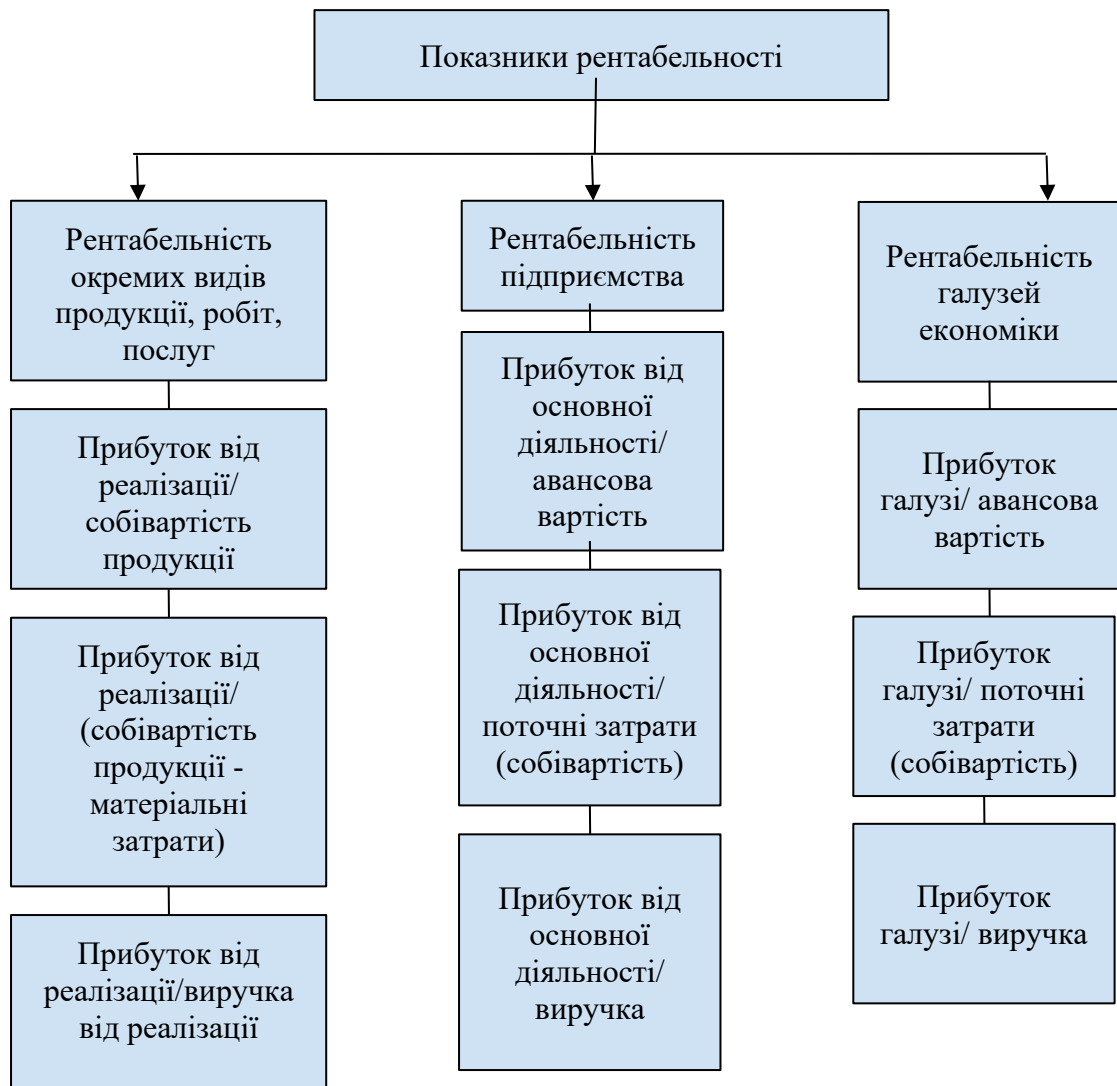 Показники рентабельності
Рентабельність
окремих видів
продукції, робіт,
послуг
Прибуток від
реалізації/
собівартість
продукції
Прибуток від
реалізації/
(собівартість
продукції -
матеріальні
затрати)
Прибуток від
реалізації/виручка
від реалізації
Рентабельність
підприємства
Прибуток від
основної
діяльності/
авансова
вартість
Прибуток від
основної
діяльності/
поточні затрати
(собівартість)
Прибуток від
основної
діяльності/
виручка
Рентабельність
галузей
економіки
Прибуток
галузі/ авансова
вартість
Прибуток
галузі/ поточні
затрати
(собівартість)
Прибуток
галузі/ виручка